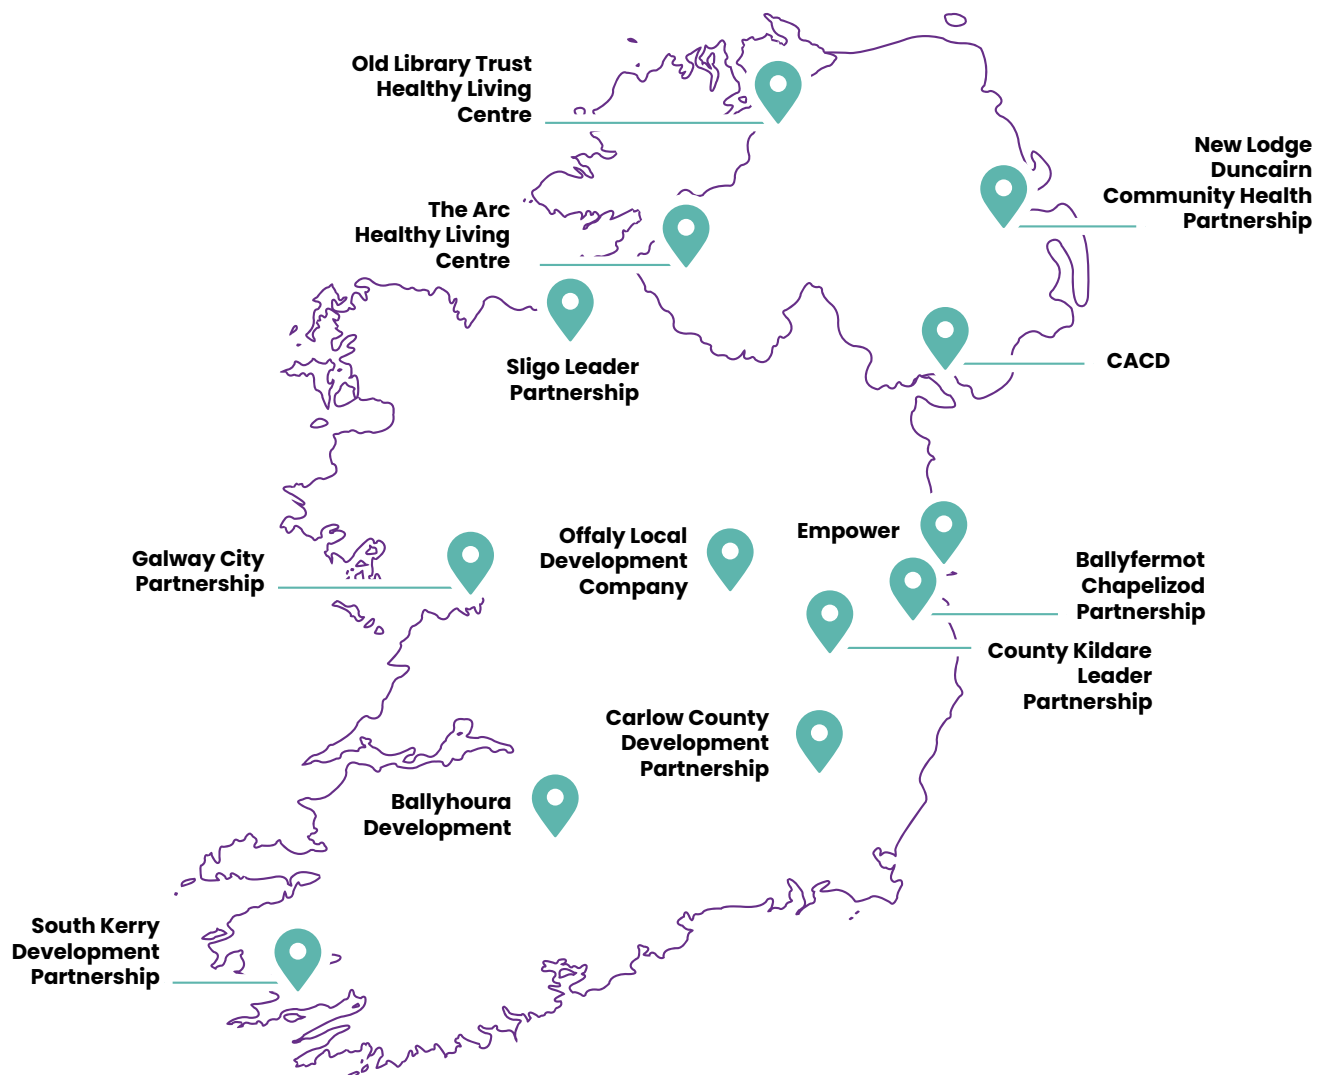 Old Library Trust
Healthy Living
Centre
New Lodge
Duncairn
Community Health
Partnership
The Arc
Healthy Living
Centre
Sligo Leader
Partnership
CACD
Galway City
Partnership
Offaly Local
Development
Company
Empower
Ballyfermot
Chapelizod
Partnership
County Kildare
Leader
Partnership
Carlow County
Development
Partnership
Ballyhoura
Development
South Kerry
Development
Partnership